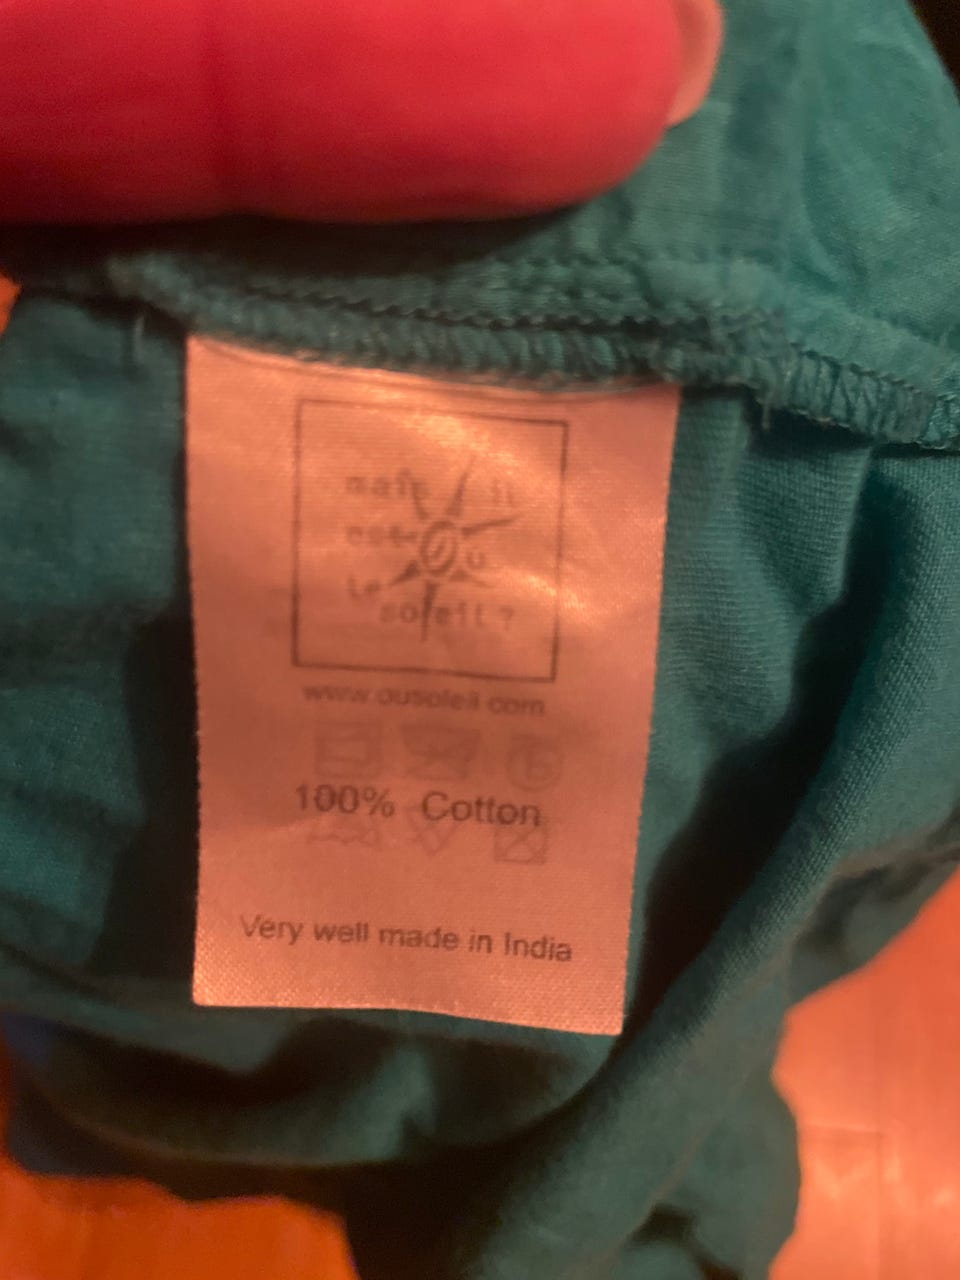 mais il
est où
le
soleil ?
www.ousoleil.com
100% Cotton
Very well made in India